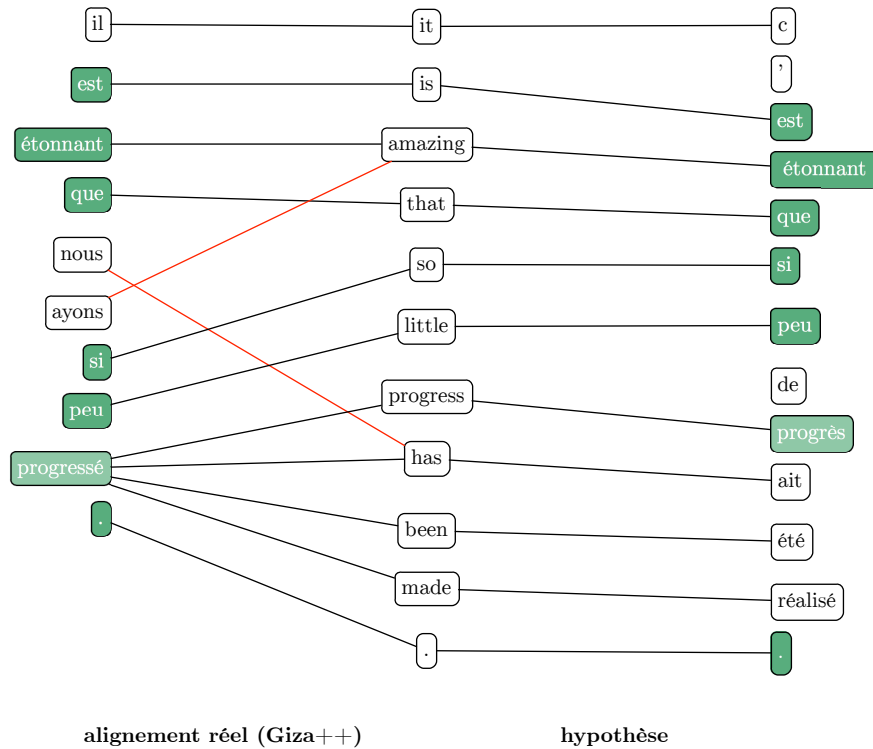 il it c
'
est is est
étonnant amazing étonnant
que that que
nous so si
ayons little peu
si
peu progress de
progrès
progressé has ait
. been été
made réalisé
. .
alignement réel (Giza++) hypothèse